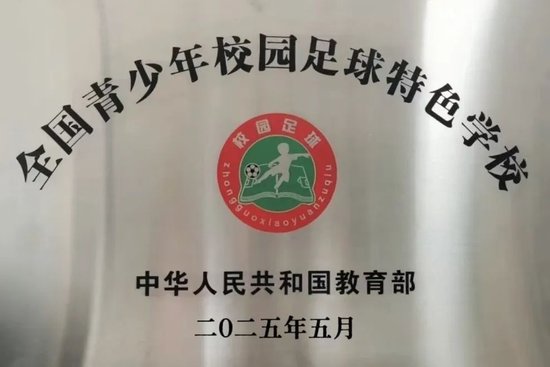 全国青少年校园足球特色学校
校园足球
zhongguoxiaoyuanzuqiu
中华人民共和国教育部
二〇二五年五月